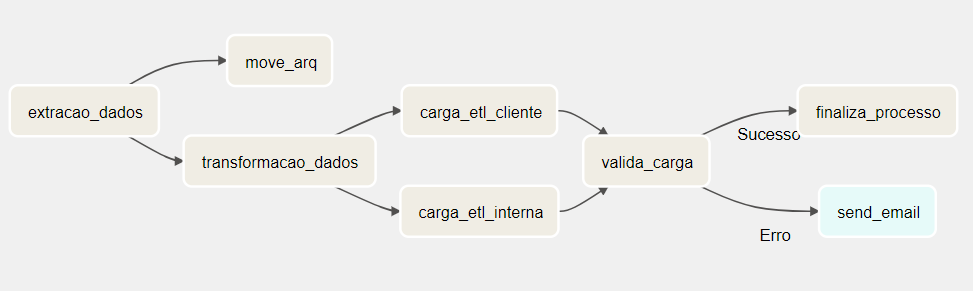 move_arq
extracao_dados
transformacao_dados
carga_etl_cliente
carga_etl_interna
valida_carga
Sucesso
finaliza_processo
Erro
send_email